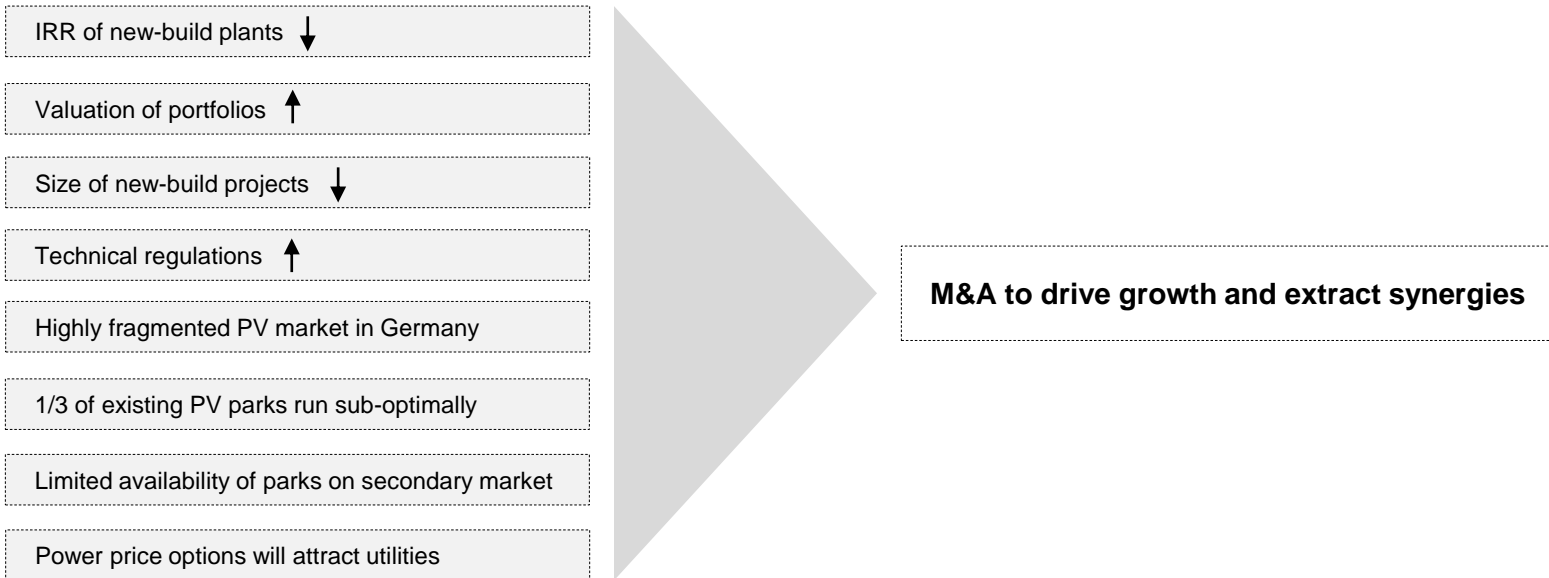 IRR of new-build plants
Valuation of portfolios
Size of new-build projects
Technical regulations
Highly fragmented PV market in Germany
1/3 of existing PV parks run sub-optimally
Limited availability of parks on secondary market
Power price options will attract utilities
M&A to drive growth and extract synergies